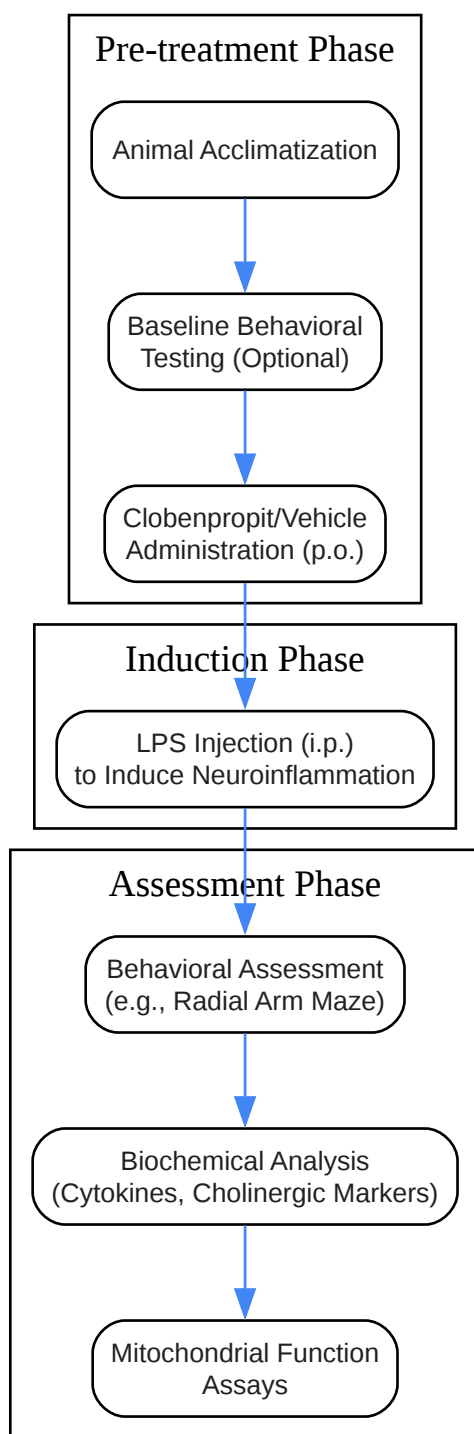 Pre-treatment Phase
Animal Acclimatization
Baseline Behavioral
Testing (Optional)
Clobenpropit/Vehicle
Administration (p.o.)
Induction Phase
LPS Injection (i.p.)
to Induce Neuroinflammation
Assessment Phase
Behavioral Assessment
(e.g., Radial Arm Maze)
Biochemical Analysis
(Cytokines, Cholinergic Markers)
Mitochondrial Function
Assays